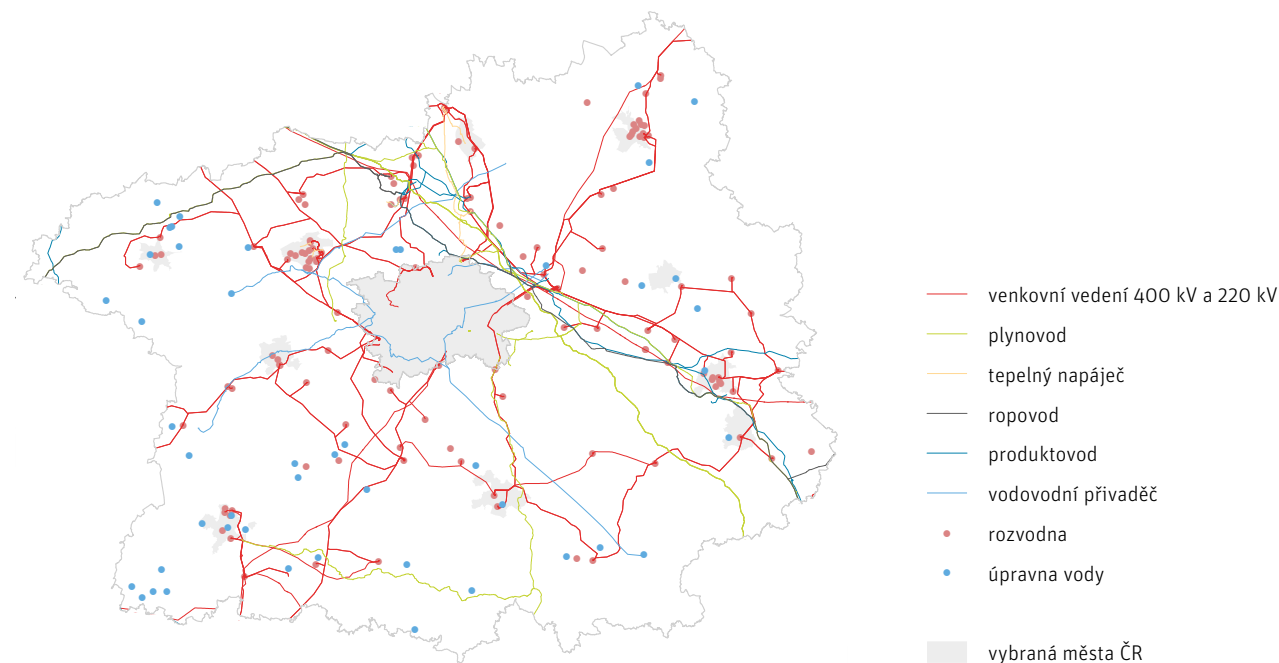 venkovní vedení 400 kV a 220 kV
plynovod
tepelný napáječ
ropovod
produktovod
vodovodní přivaděč
rozvodna
úpravna vody
vybraná města ČR